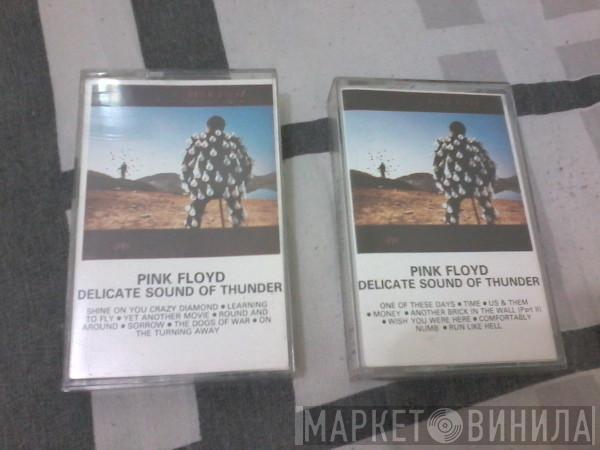 PINK FLOYD
DELICATE SOUND OF THUNDER
SHINE ON YOU CRAZY DIAMOND • LEARNING
TO FLY • YET ANOTHER MOVIE • ROUND AND
AROUND • SORROW • THE DOGS OF WAR • ON
THE TURNING AWAY
PINK FLOYD
DELICATE SOUND OF THUNDER
ONE OF THESE DAYS • TIME • US & THEM
• MONEY • ANOTHER BRICK IN THE WALL (Part II)
• WISH YOU WERE HERE • COMFORTABLY
NUMB • RUN LIKE HELL
МАРКЕТ ВИНИЛА